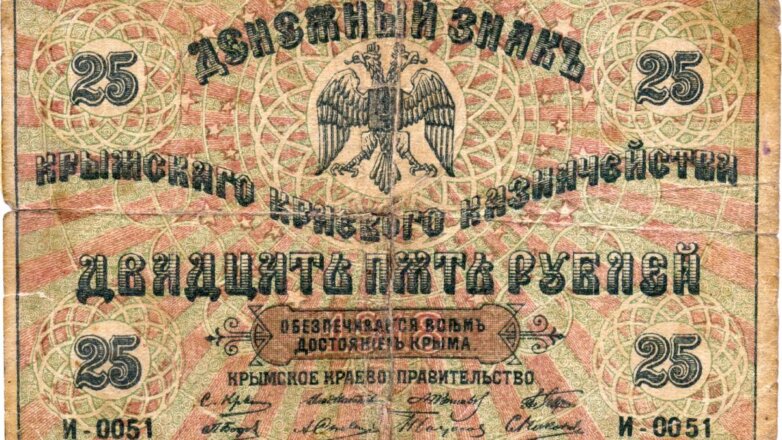 ДЕНЕЖНЫЙ ЗНАКЪ
25 25
КРЫМСКАГО КРАЕВОГО КАЗНАЧЕЙСТВА
ДВАДЦАТЬ ПЯТЬ РУБЛЕЙ
ОБЕЗПЕЧИВАЕТСЯ ВСѢМЪ
ДОСТОЯНІЕМЪ КРЫМА
25 25
КРЫМСКОЕ КРАЕВОЕ ПРАВИТЕЛЬСТВО
И - 0051 И - 0051